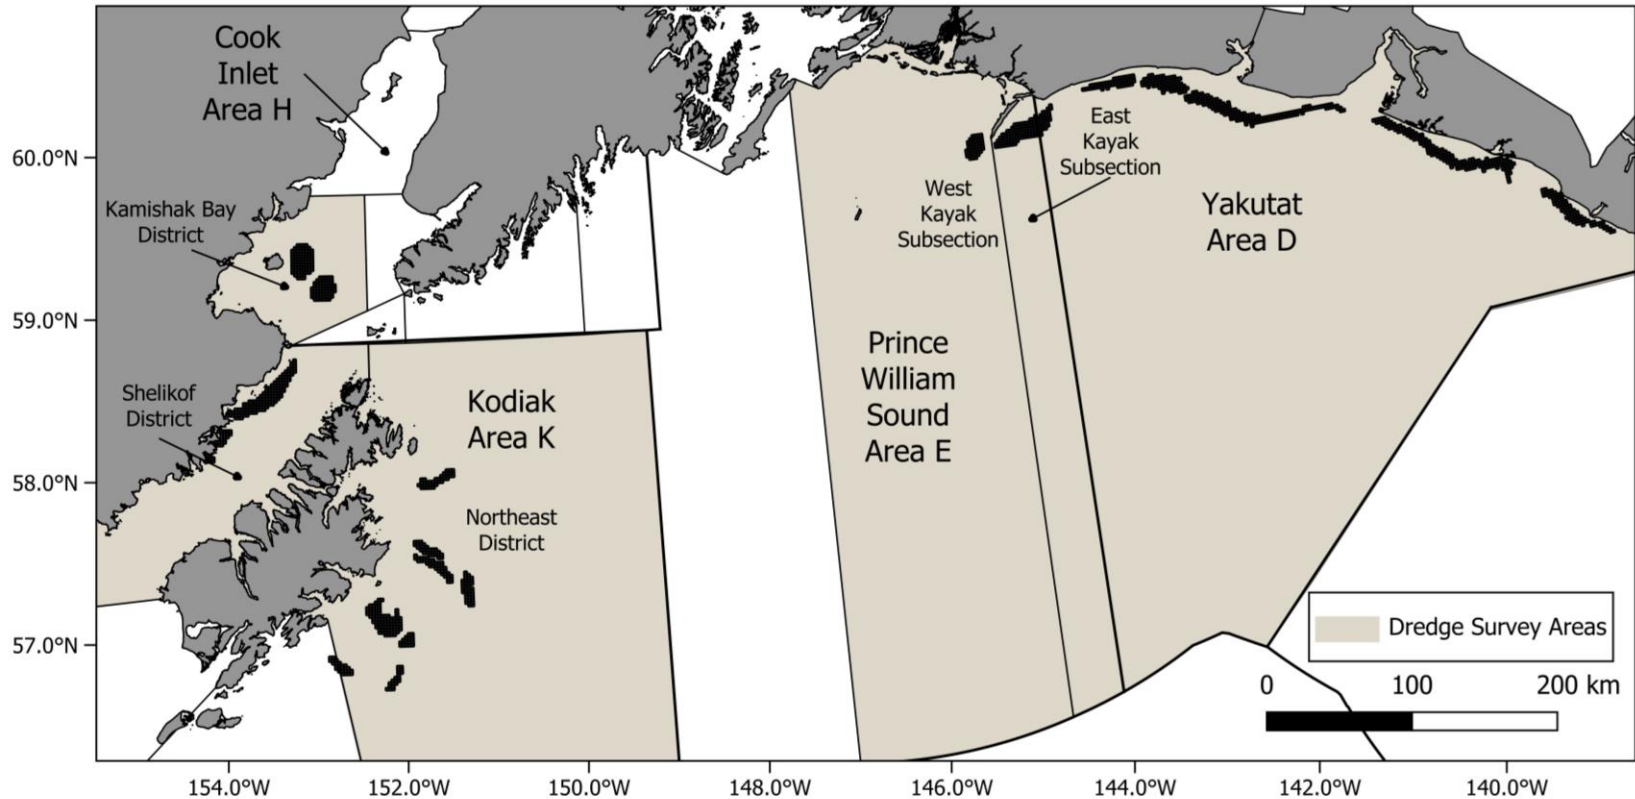 Cook
Inlet
Area H
Kamishak Bay
District
Shelikof
District
Kodiak
Area K
Northeast
District
Prince
William
Sound
Area E
West
Kayak
Subsection
East
Kayak
Subsection
Yakutat
Area D
Dredge Survey Areas
0 100 200 km
60.0°N
59.0°N
58.0°N
57.0°N
154.0°W 152.0°W 150.0°W 148.0°W 146.0°W 144.0°W 142.0°W 140.0°W